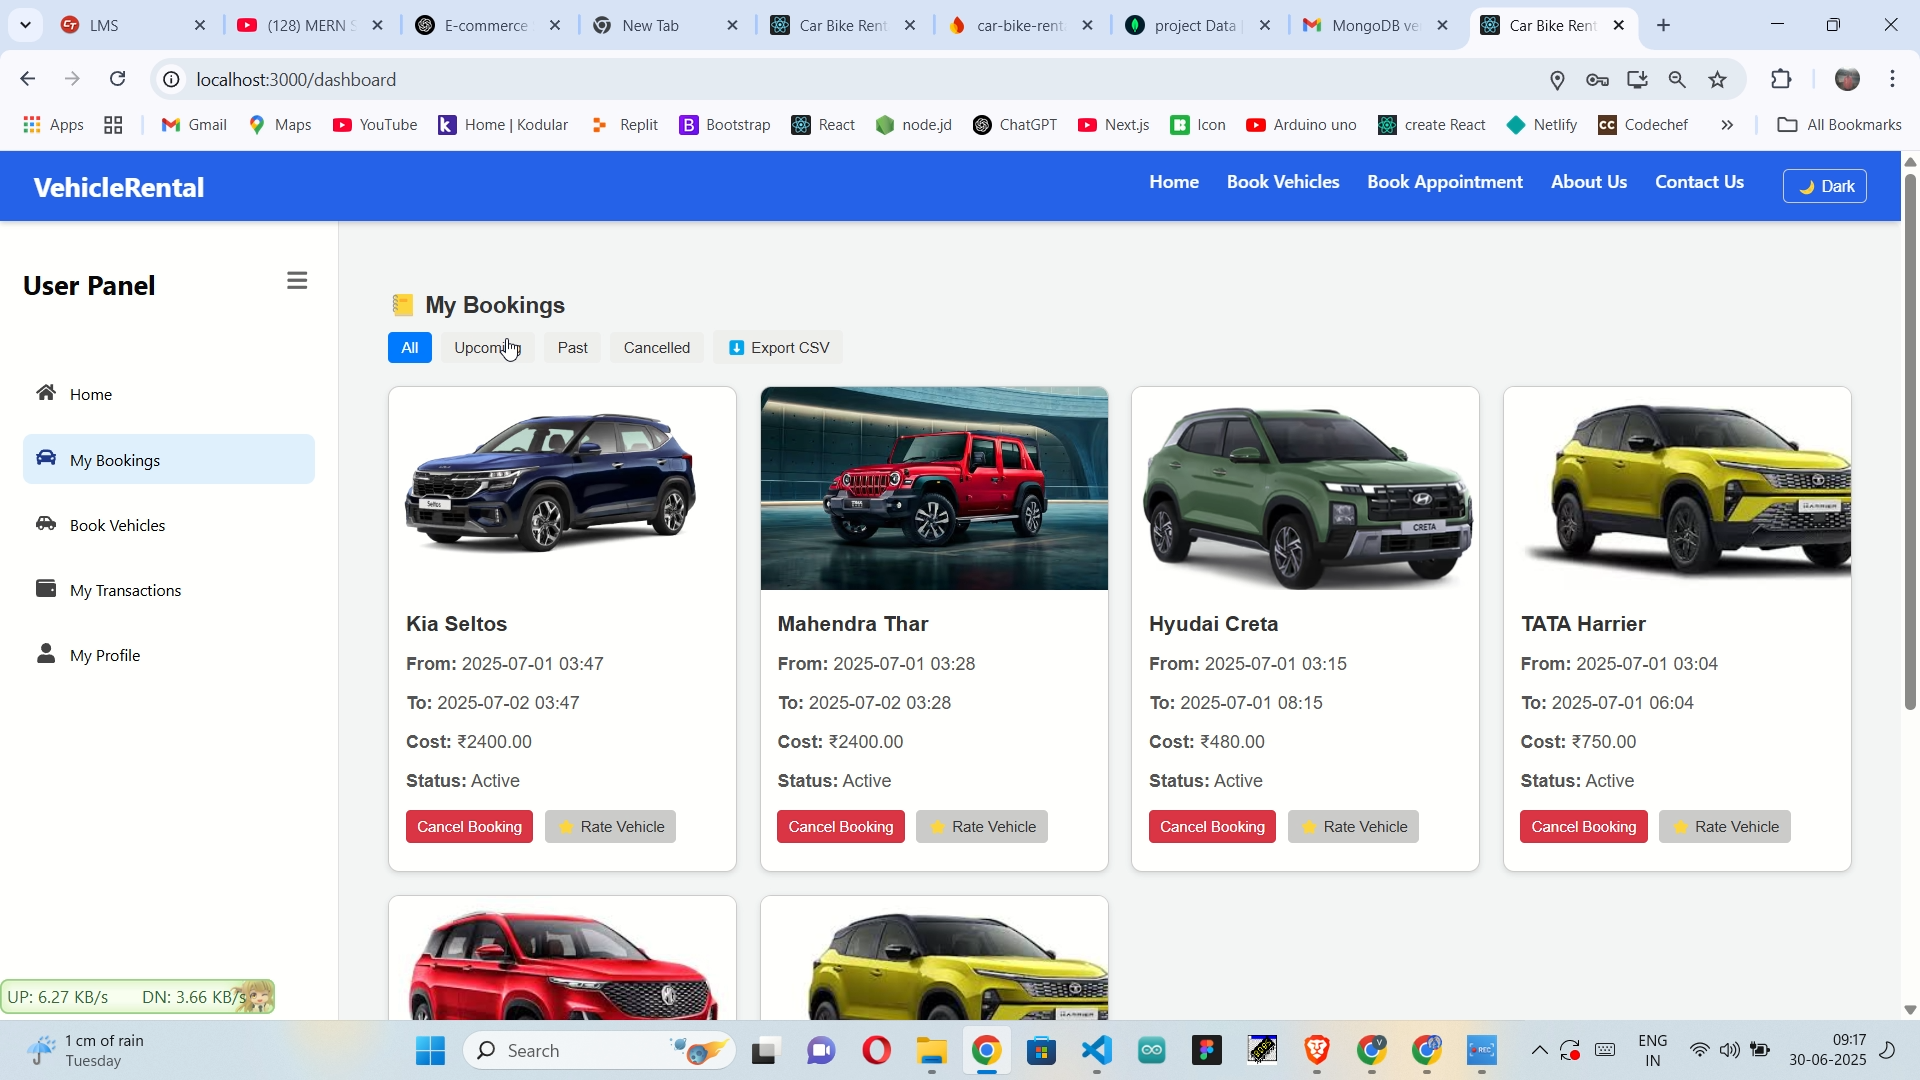 LMS
(128) MERN S
E-commerce
New Tab
Car Bike Rent
car-bike-renta
project Data |
MongoDB ve
Car Bike Rent
localhost:3000/dashboard
Apps
Gmail
Maps
YouTube
Home | Kodular
Replit
Bootstrap
React
node.jd
ChatGPT
Next.js
Icon
Arduino uno
create React
Netlify
Codechef
All Bookmarks
VehicleRental
Home
Book Vehicles
Book Appointment
About Us
Contact Us
Dark
User Panel
Home
My Bookings
Book Vehicles
My Transactions
My Profile
My Bookings
All
Upcoming
Past
Cancelled
Export CSV
Seltos
CRETA
HARRIER
Kia Seltos
From: 2025-07-01 03:47
To: 2025-07-02 03:47
Cost: ₹2400.00
Status: Active
Cancel Booking
Rate Vehicle
Mahendra Thar
From: 2025-07-01 03:28
To: 2025-07-02 03:28
Cost: ₹2400.00
Status: Active
Cancel Booking
Rate Vehicle
Hyudai Creta
From: 2025-07-01 03:15
To: 2025-07-01 08:15
Cost: ₹480.00
Status: Active
Cancel Booking
Rate Vehicle
TATA Harrier
From: 2025-07-01 03:04
To: 2025-07-01 06:04
Cost: ₹750.00
Status: Active
Cancel Booking
Rate Vehicle
HARRIER
UP: 6.27 KB/s
DN: 3.66 KB/s
1 cm of rain
Tuesday
Search
REC
ENG
IN
09:17
30-06-2025